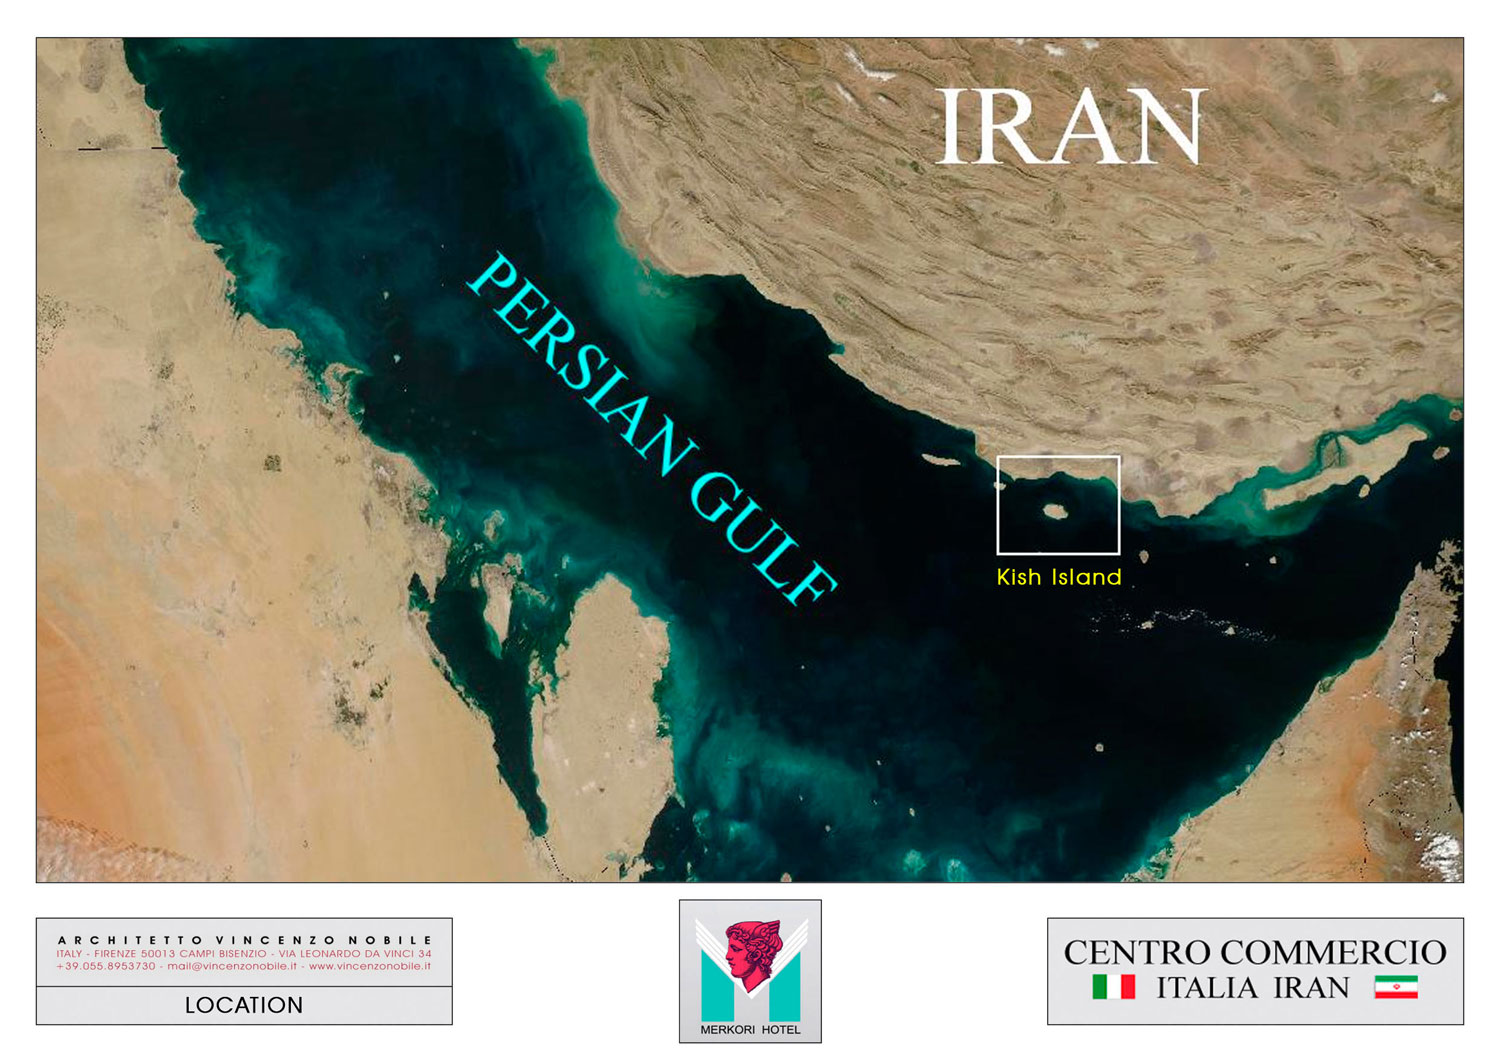 IRAN
PERSIAN GULF
Kish Island
ARCHITETTO VINCENZO NOBILE
ITALY - FIRENZE 50013 CAMPI BISENZIO - VIA LEONARDO DA VINCI 34
+39.055.8953730 - mail@vincenzonobile.it - www.vincenzonobile.it
LOCATION
MERKORI HOTEL
CENTRO COMMERCIO
ITALIA IRAN